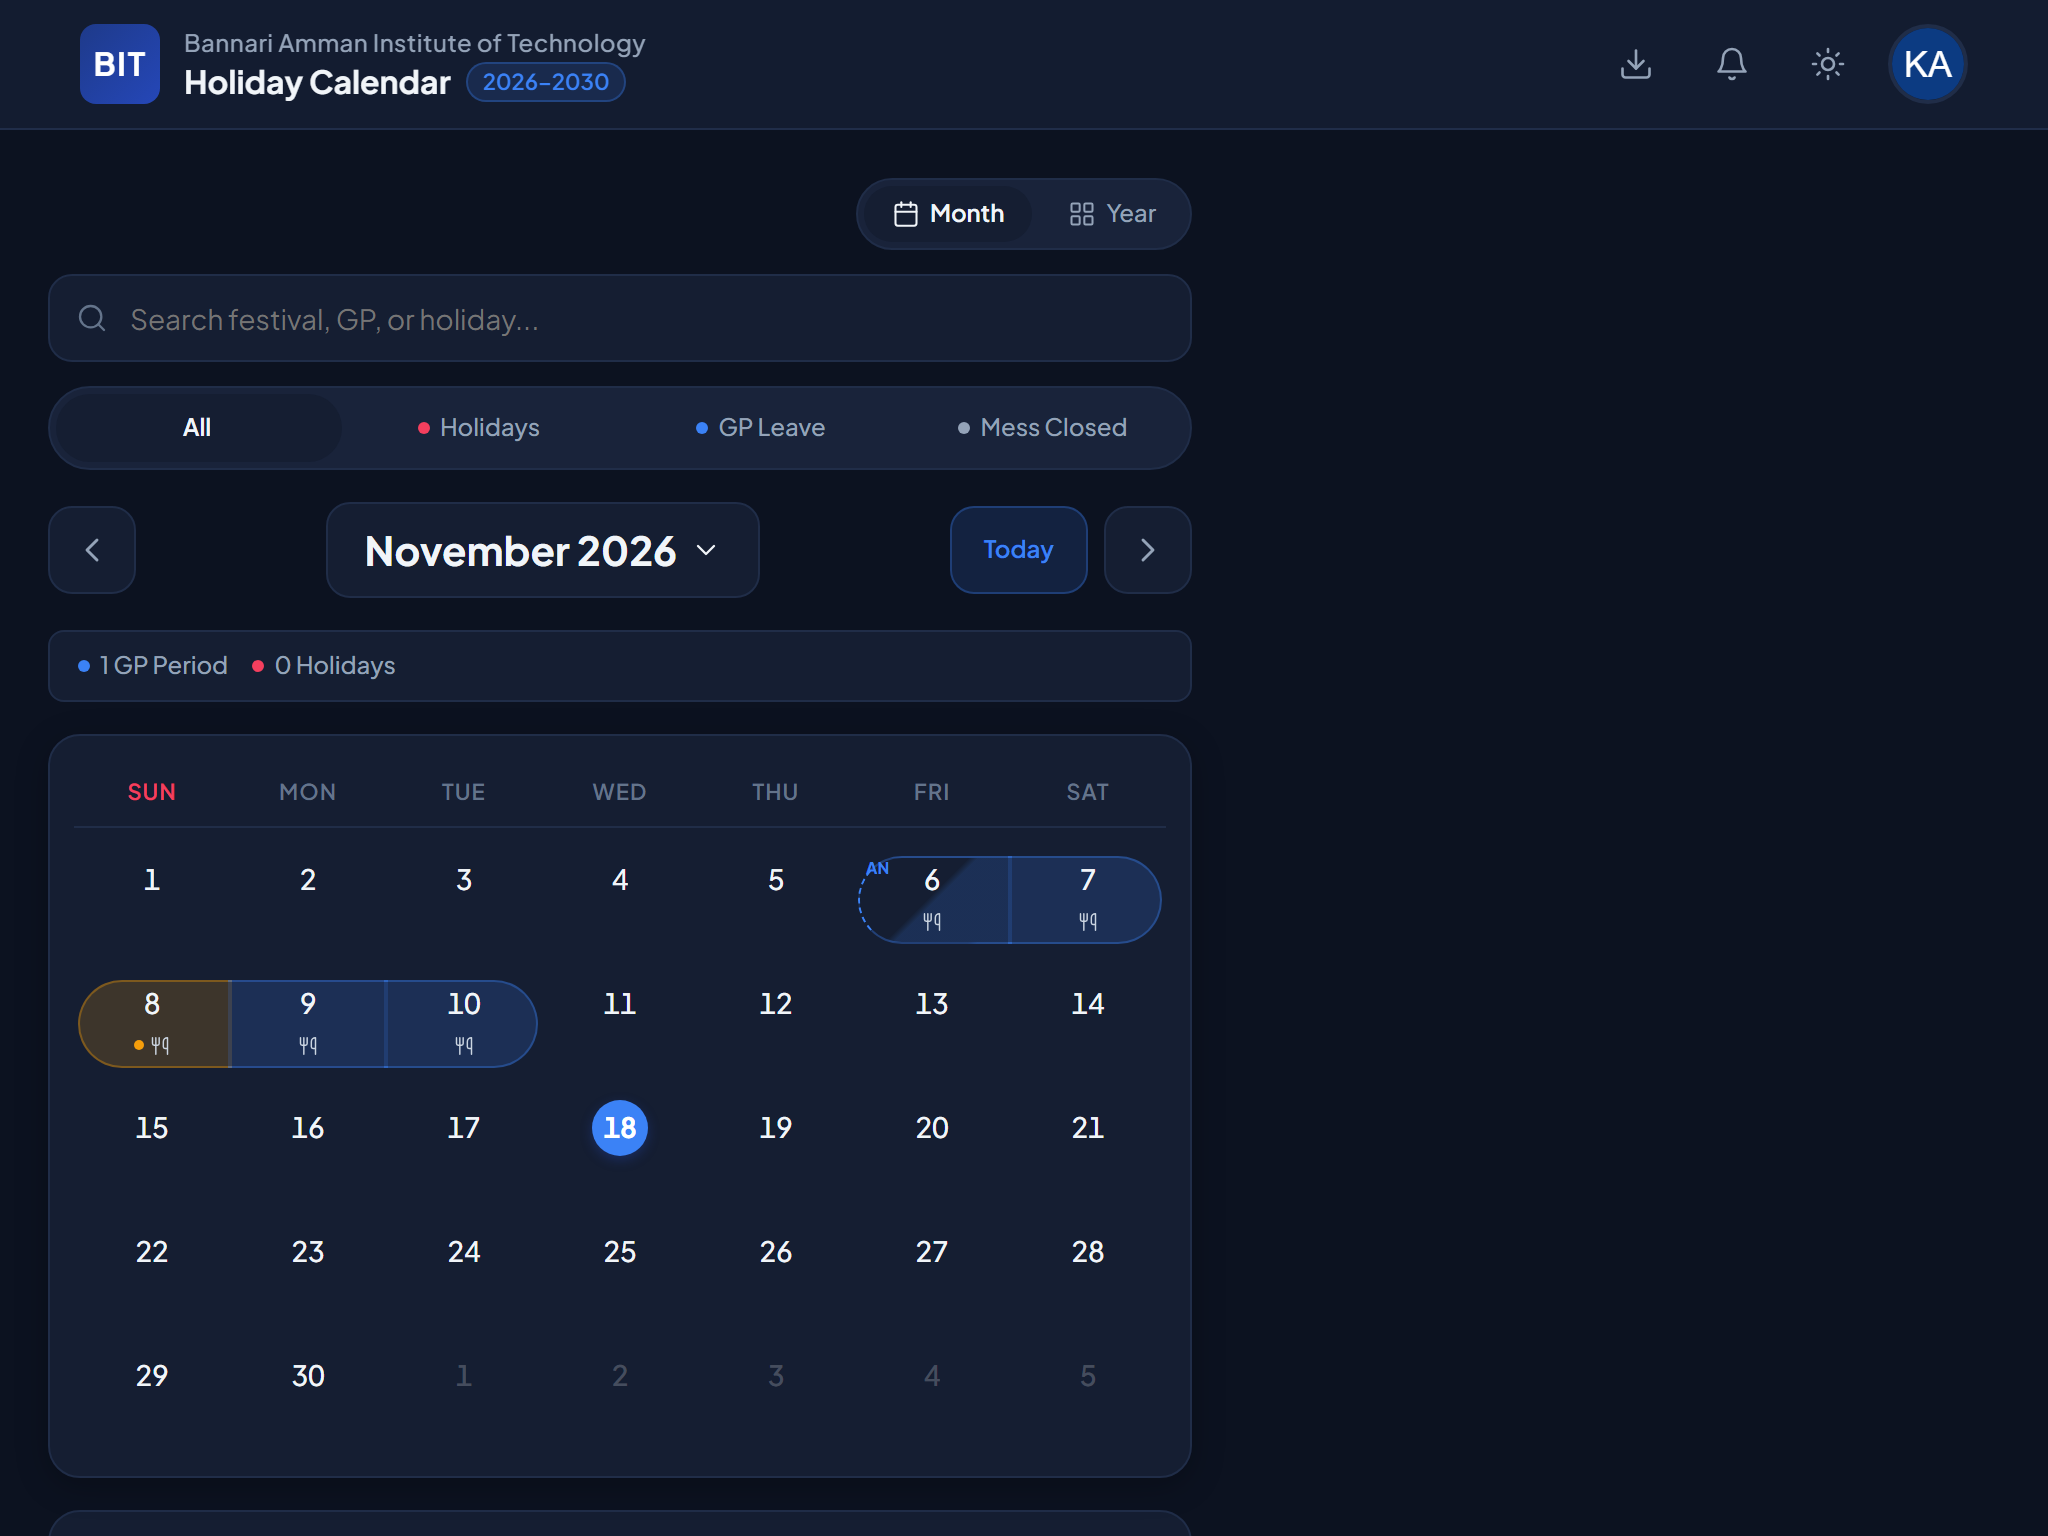 BIT
Bannari Amman Institute of Technology
Holiday Calendar 2026–2030
KA
Month Year
Search festival, GP, or holiday...
All Holidays GP Leave Mess Closed
November 2026
Today
1 GP Period 0 Holidays
SUN MON TUE WED THU FRI SAT
1 2 3 4 5 AN 6 7
8 9 10 11 12 13 14
15 16 17 18 19 20 21
22 23 24 25 26 27 28
29 30 1 2 3 4 5